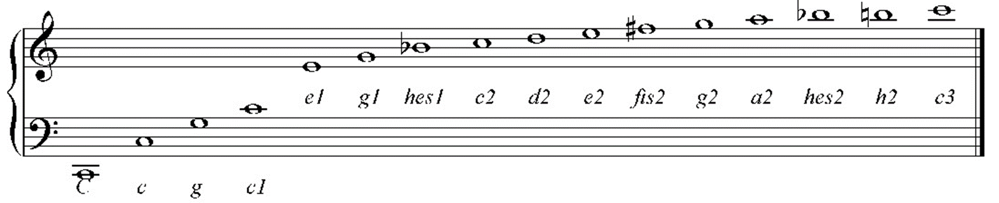 e1 g1 hes1 c2 d2 e2 fis2 g2 a2 hes2 h2 c3
C c g c1